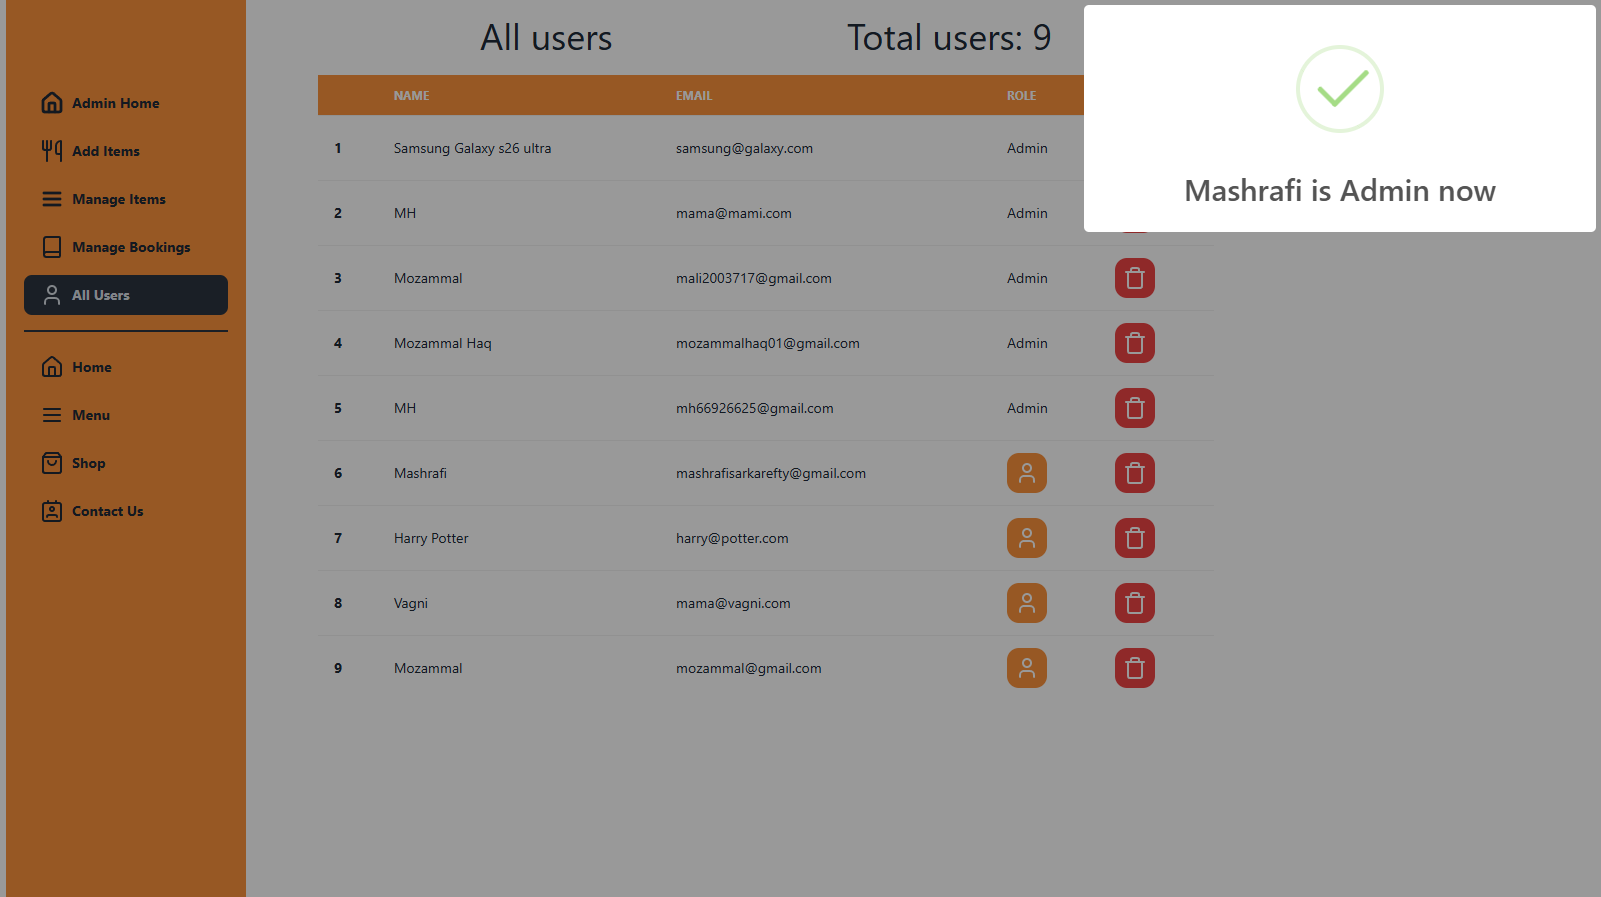 Admin Home
Add Items
Manage Items
Manage Bookings
All Users
Home
Menu
Shop
Contact Us
All users Total users: 9
NAME EMAIL ROLE
1 Samsung Galaxy s26 ultra samsung@galaxy.com Admin
2 MH mama@mami.com Admin
3 Mozammal mali2003717@gmail.com Admin
4 Mozammal Haq mozammalhaq01@gmail.com Admin
5 MH mh66926625@gmail.com Admin
6 Mashrafi mashrafisarkarefty@gmail.com
7 Harry Potter harry@potter.com
8 Vagni mama@vagni.com
9 Mozammal mozammal@gmail.com
Mashrafi is Admin now